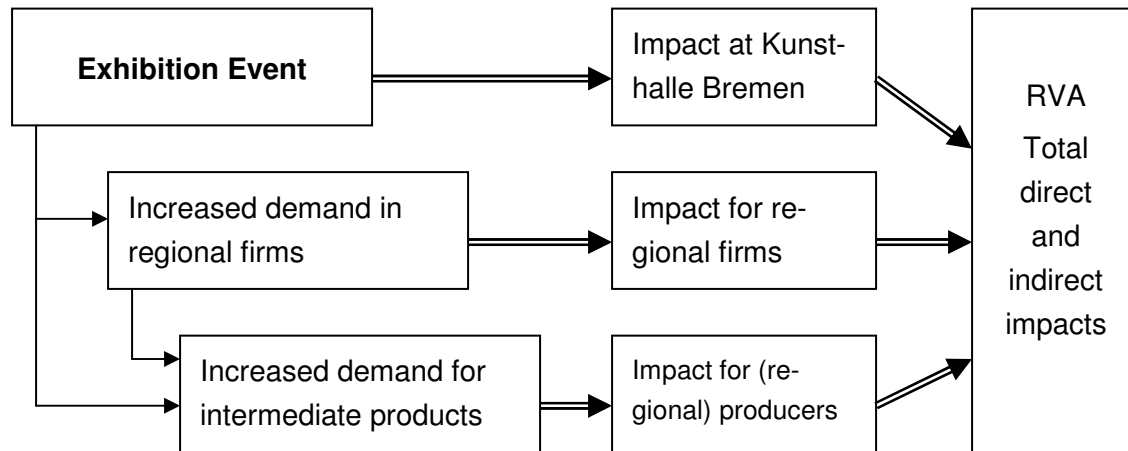 Exhibition Event
Impact at Kunst-
halle Bremen
RVA
Total
direct
and
indirect
impacts
Increased demand in
regional firms
Impact for re-
gional firms
Increased demand for
intermediate products
Impact for (re-
gional) producers